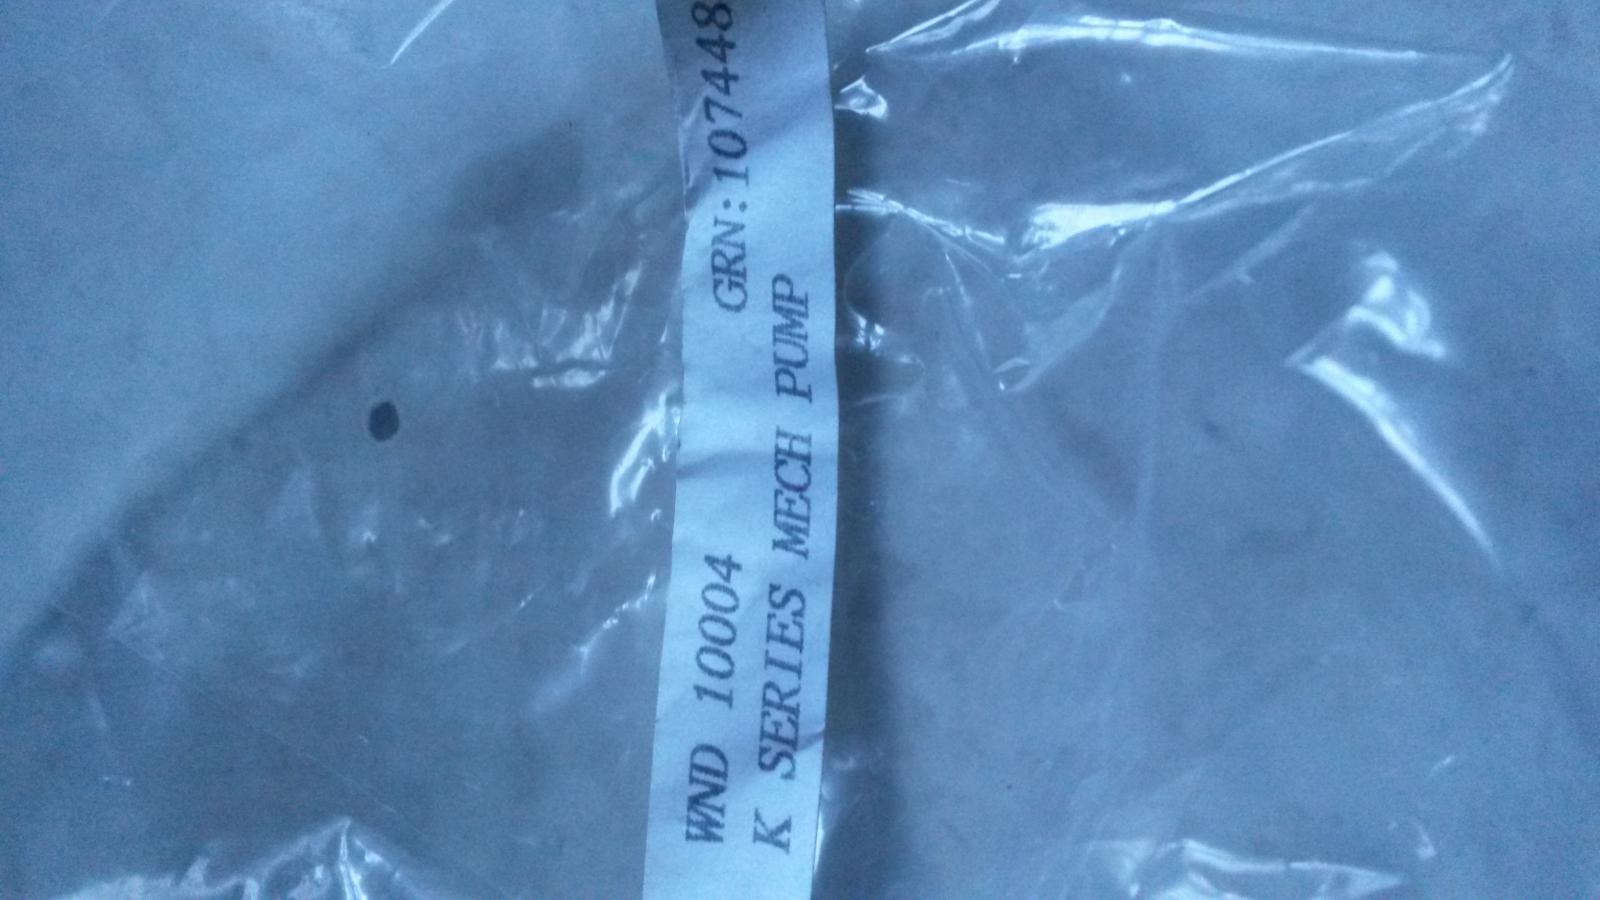 WND 10004 GRN:107448
K SERIES MECH PUMP